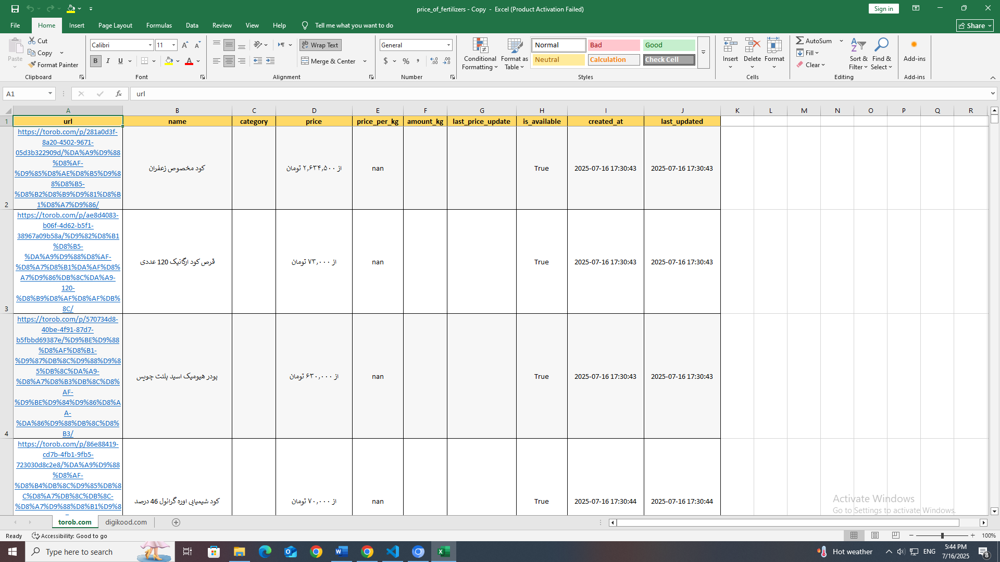 price_of_fertilizers - Copy - Excel (Product Activation Failed)
Sign in
File Home Insert Page Layout Formulas Data Review View Help Tell me what you want to do
Share
Paste
Cut
Copy
Format Painter
Clipboard
Calibri 11
B I U
Font
Wrap Text
Merge & Center
Alignment
General
$ % ,
Number
Conditional Formatting
Format as Table
Normal Bad Good
Neutral Calculation Check Cell
Styles
Insert Delete Format
Cells
AutoSum
Fill
Clear
Sort & Filter
Find & Select
Editing
Add-ins
Add-ins
A1 fx url
A B C D E F G H I J K L M N O P Q R
1 url name category price price_per_kg amount_kg last_price_update is_available created_at last_updated
https://torob.com/p/281a0d3f-
8a20-4502-9671-
05d3b322909d/%DA%A9%D9%88
%D8%AF-
%D9%85%D8%AE%D8%B5%D9%8
8%D8%B5-
%D8%B2%D8%B9%D9%81%D8%B
1%D8%A7%D9%86/
2 کود مخصوص زعفران از ۲٫۶۳۴٫۵۰۰ تومان nan True 2025-07-16 17:30:43 2025-07-16 17:30:43
https://torob.com/p/ae8d4083-
b06f-4d62-b5f1-
38967a09b58a/%D9%82%D8%B1
%D8%B5-
%DA%A9%D9%88%D8%AF-
%D8%A7%D8%B1%DA%AF%D8%
A7%D9%86%DB%8C%DA%A9-
120-
%D8%B9%D8%AF%D8%AF%DB%
8C/
3 قرص کود ارگانیک 120 عددی از ۷۳٫۰۰۰ تومان nan True 2025-07-16 17:30:43 2025-07-16 17:30:43
https://torob.com/p/570734d8-
40be-4f91-87d7-
b5fbbd69387e/%D9%BE%D9%88
%D8%AF%D8%B1-
%D9%87%DB%8C%D9%88%D9%8
5%DB%8C%DA%A9-
%D8%A7%D8%B3%DB%8C%D8%
AF-
%D9%BE%D9%84%D9%86%D8%A
A-
%DA%86%D9%88%DB%8C%D8%
B3/
4 پودر هیومیک اسید پلنت چویس از ۶۳۰٫۰۰۰ تومان nan True 2025-07-16 17:30:43 2025-07-16 17:30:43
https://torob.com/p/86e88419-
cd7b-4fb1-9fb5-
723030d8c2e8/%DA%A9%D9%88
%D8%AF-
%D8%B4%DB%8C%D9%85%DB%8
C%D8%A7%DB%8C%DB%8C-
%D8%A7%D9%88%D8%B1%D9%8
کود شیمیایی اوره گرانول 46 درصد از ۷۰٫۰۰۰ تومان nan True 2025-07-16 17:30:44 2025-07-16 17:30:44
Activate Windows
Go to Settings to activate Windows.
torob.com digikood.com
Ready Accessibility: Good to go 100%
Type here to search
Hot weather ENG 5:44 PM
7/16/2025
8